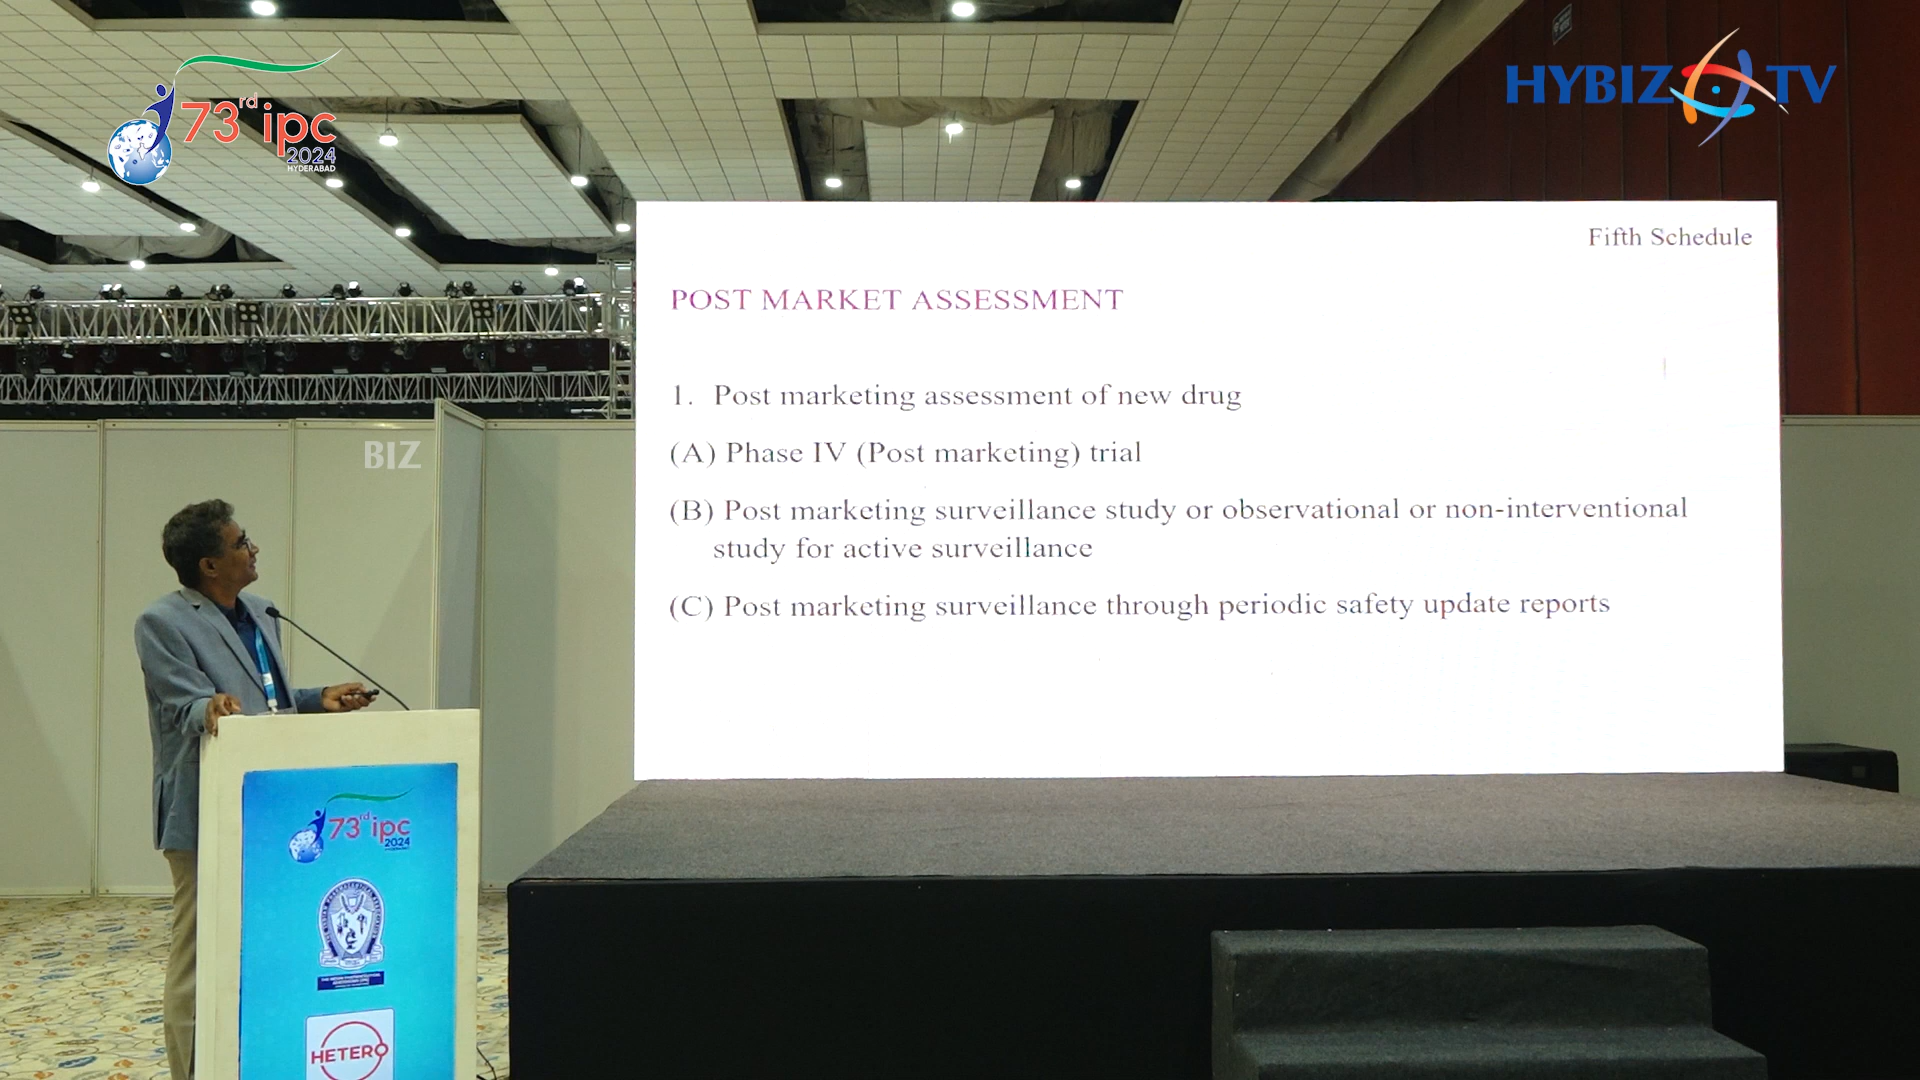 73rd ipc
2024
HYDERABAD
HYBIZ TV
Fifth Schedule
POST MARKET ASSESSMENT
1. Post marketing assessment of new drug
(A) Phase IV (Post marketing) trial
(B) Post marketing surveillance study or observational or non-interventional
study for active surveillance
(C) Post marketing surveillance through periodic safety update reports
BIZ
73rd ipc
2024
HETERO